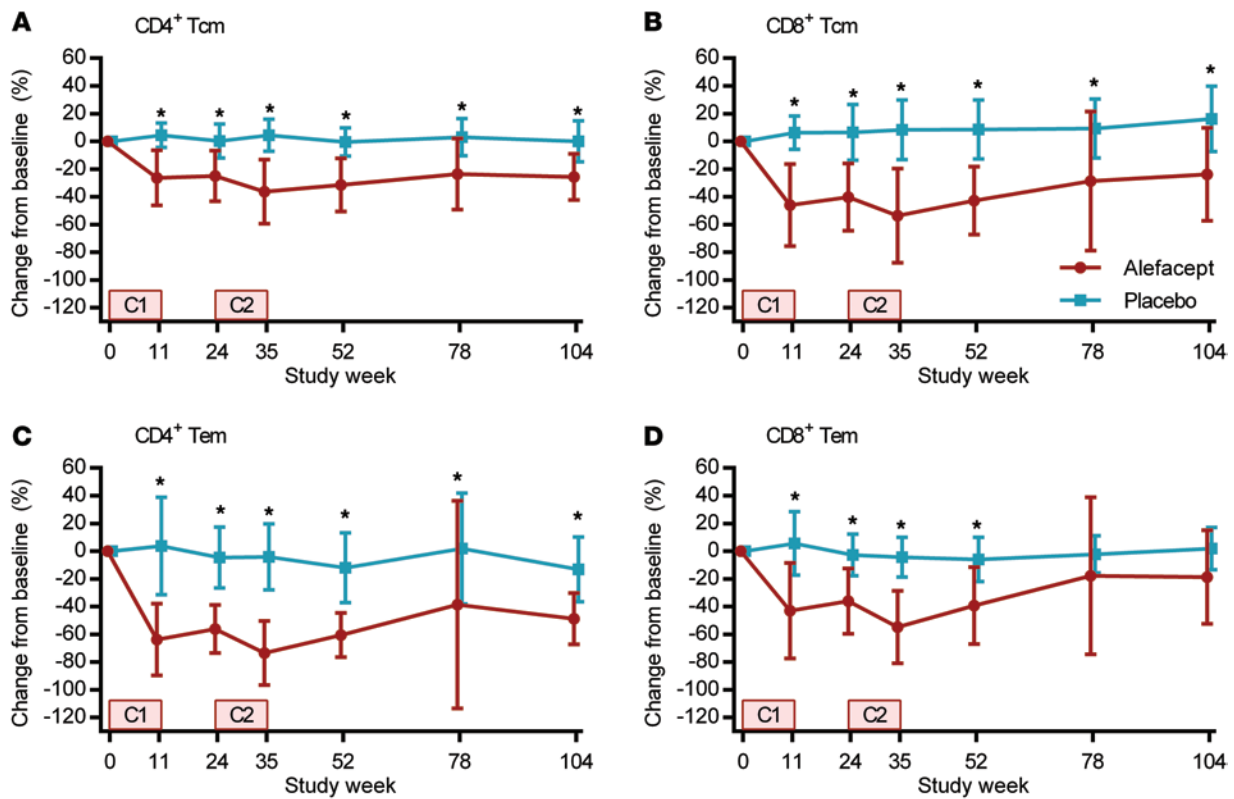 A
CD4+ Tcm
Change from baseline (%)
60
40
20
0
-20
-40
-60
-80
-100
-120
* * * * * *
C1 C2
0 11 24 35 52 78 104
Study week
B
CD8+ Tcm
Change from baseline (%)
60
40
20
0
-20
-40
-60
-80
-100
-120
* * * * * *
Alefacept
Placebo
C1 C2
0 11 24 35 52 78 104
Study week
C
CD4+ Tem
Change from baseline (%)
60
40
20
0
-20
-40
-60
-80
-100
-120
* * * * * *
C1 C2
0 11 24 35 52 78 104
Study week
D
CD8+ Tem
Change from baseline (%)
60
40
20
0
-20
-40
-60
-80
-100
-120
* * * *
C1 C2
0 11 24 35 52 78 104
Study week